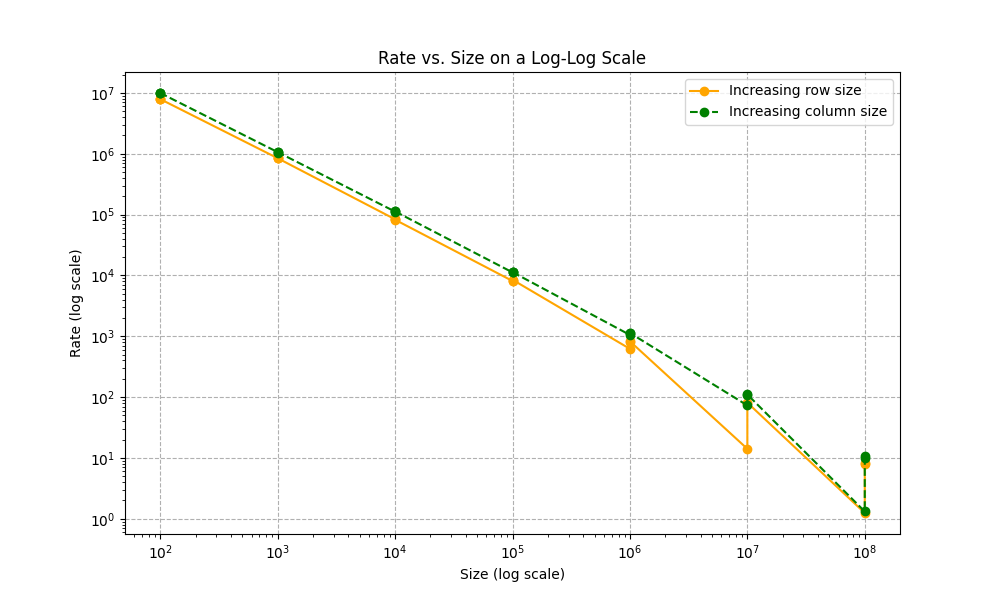 Rate vs. Size on a Log-Log Scale
Increasing row size
Increasing column size
Rate (log scale)
10⁷
10⁶
10⁵
10⁴
10³
10²
10¹
10⁰
10² 10³ 10⁴ 10⁵ 10⁶ 10⁷ 10⁸
Size (log scale)